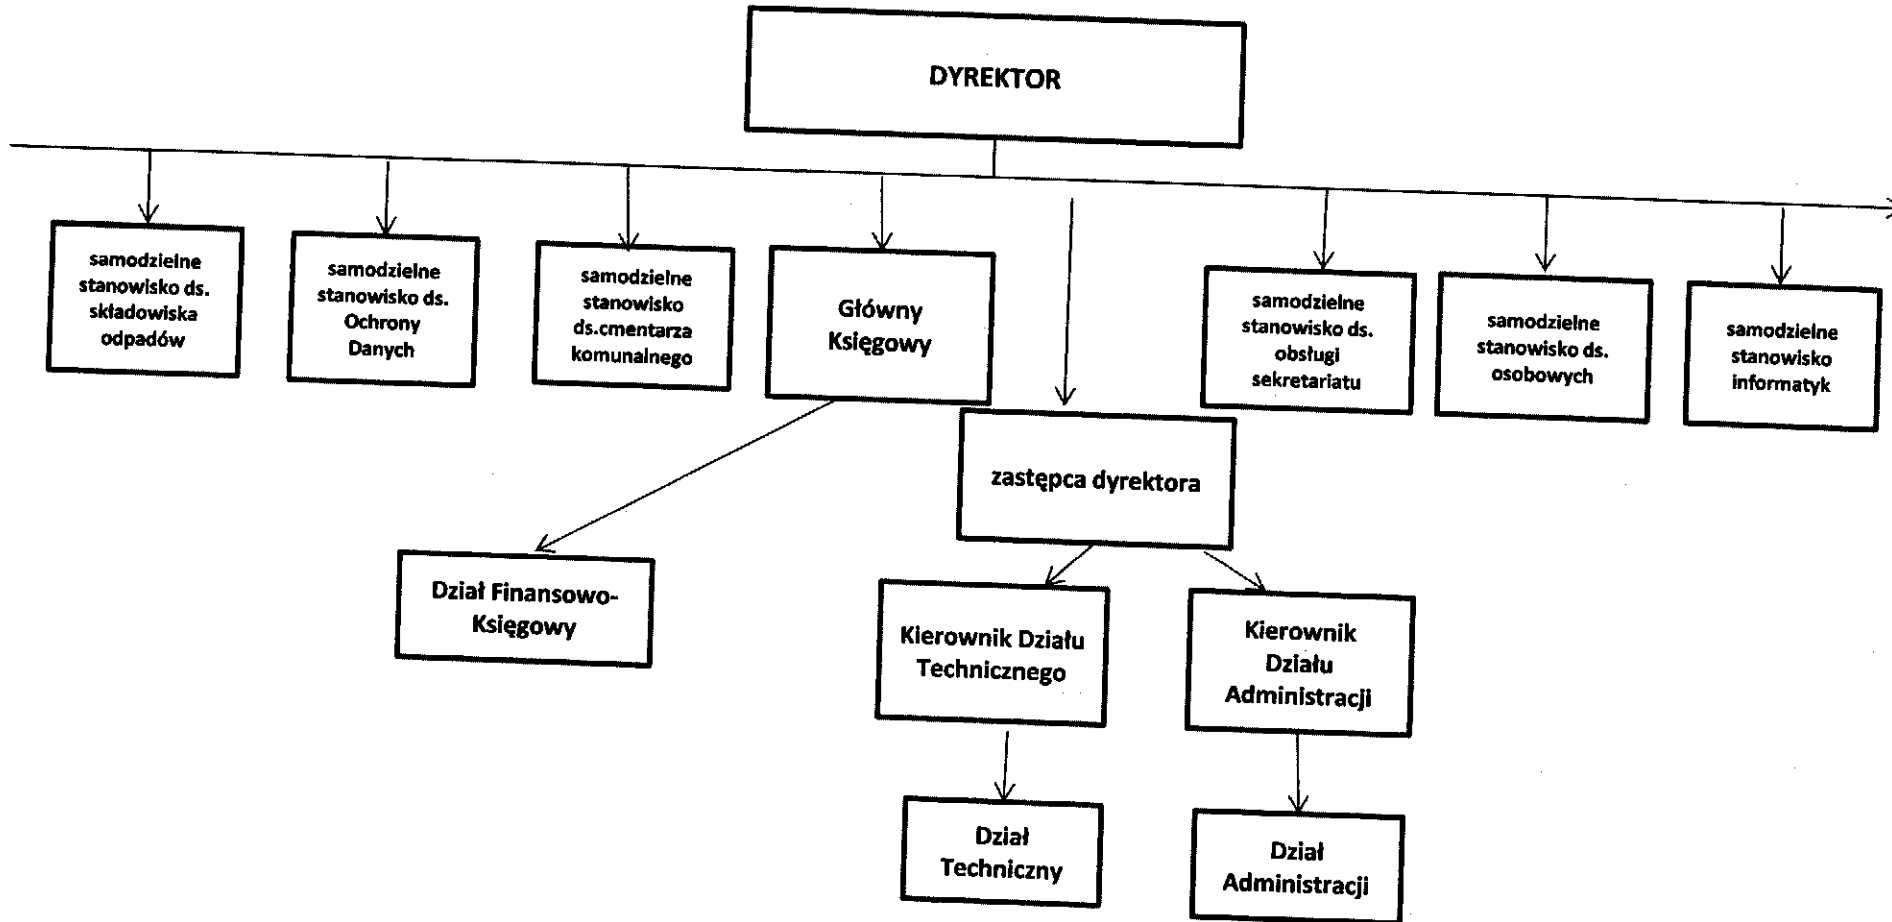 DYREKTOR
samodzielne
stanowisko ds.
składowiska
odpadów
samodzielne
stanowisko ds.
Ochrony
Danych
samodzielne
stanowisko
ds.cmentarza
komunalnego
Główny
Księgowy
samodzielne
stanowisko ds.
obsługi
sekretariatu
samodzielne
stanowisko ds.
osobowych
samodzielne
stanowisko
informatyk
zastępca dyrektora
Dział Finansowo-
Księgowy
Kierownik Działu
Technicznego
Kierownik
Działu
Administracji
Dział
Techniczny
Dział
Administracji